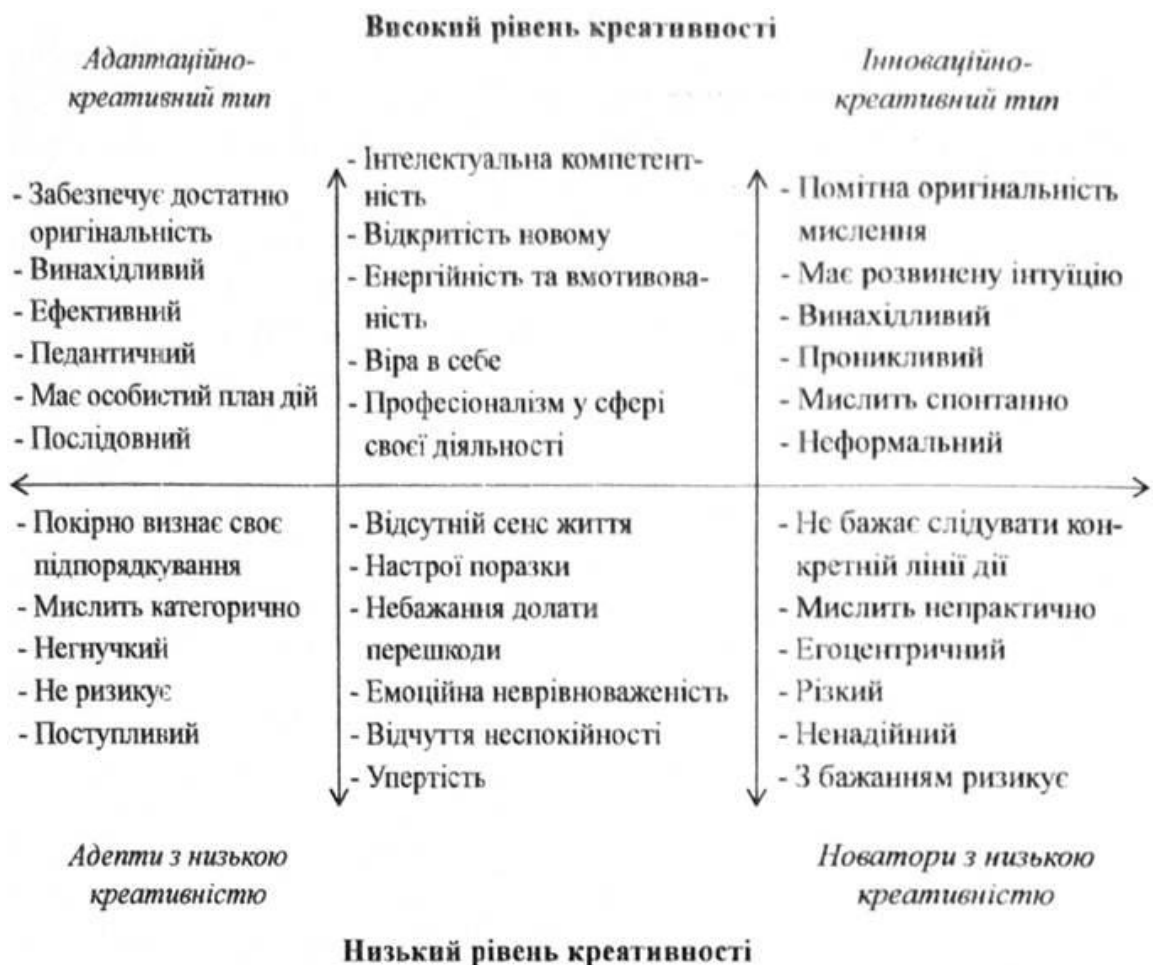 Високий рівень креативності
Адаптаційно-
креативний тип
Інноваційно-
креативний тип
- Забезпечує достатню
оригінальність
- Винахідливий
- Ефективний
- Педантичний
- Має особистий план дій
- Послідовний
- Інтелектуальна компетент-
ність
- Відкритість новому
- Енергійність та вмотивова-
ність
- Віра в себе
- Професіоналізм у сфері
своєї діяльності
- Помітна оригінальність
мислення
- Має розвинену інтуїцію
- Винахідливий
- Проникливий
- Мислить спонтанно
- Неформальний
- Покірно визнає своє
підпорядкування
- Мислить категорично
- Негнучкий
- Не ризикує
- Поступливий
- Відсутній сенс життя
- Настрої поразки
- Небажання долати
перешкоди
- Емоційна неврівноваженість
- Відчуття неспокійності
- Упертість
- Не бажає слідувати кон-
кретній лінії дії
- Мислить непрактично
- Егоцентричний
- Різкий
- Ненадійний
- З бажанням ризикує
Адепти з низькою
креативністю
Новатори з низькою
креативністю
Низький рівень креативності